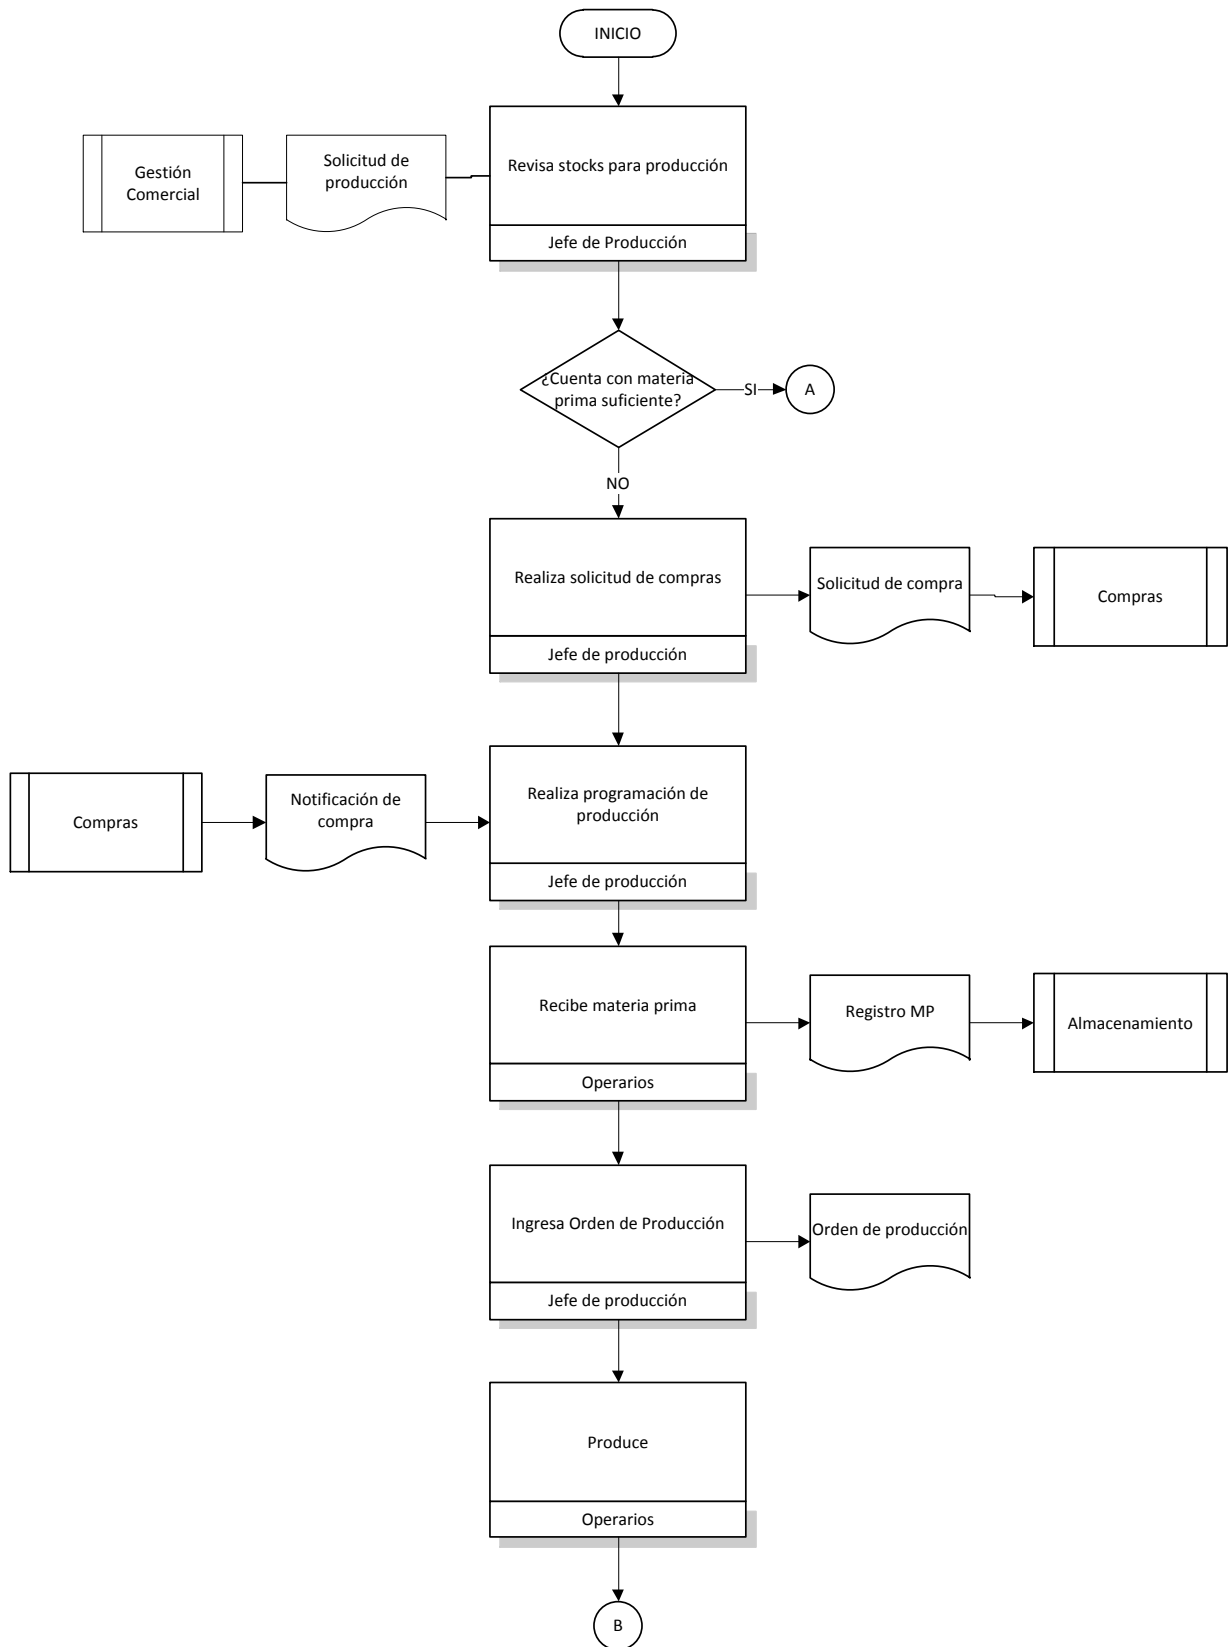 INICIO
Gestión
Comercial
Solicitud de
producción
Revisa stocks para producción
Jefe de Producción
¿Cuenta con materia
prima suficiente?
SI
A
NO
Realiza solicitud de compras
Jefe de producción
Solicitud de compra
Compras
Compras
Notificación de
compra
Realiza programación de
producción
Jefe de producción
Recibe materia prima
Operarios
Registro MP
Almacenamiento
Ingresa Orden de Producción
Jefe de producción
Orden de producción
Produce
Operarios
B